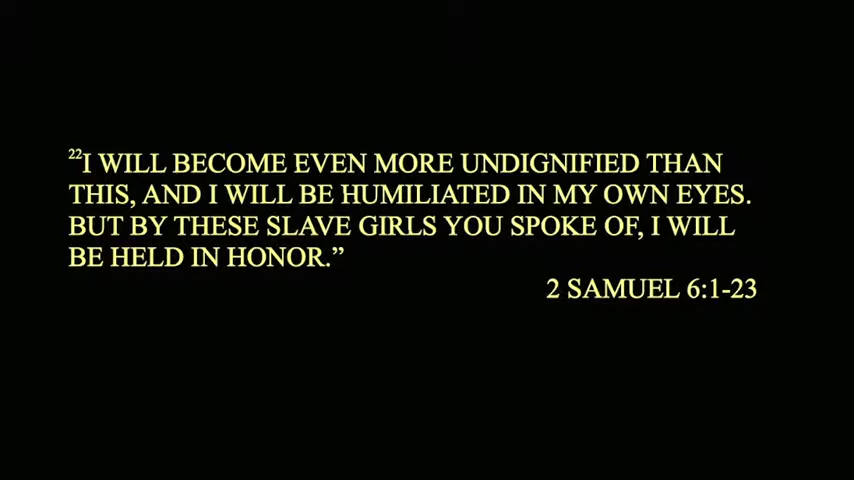 ²²I WILL BECOME EVEN MORE UNDIGNIFIED THAN
THIS, AND I WILL BE HUMILIATED IN MY OWN EYES.
BUT BY THESE SLAVE GIRLS YOU SPOKE OF, I WILL
BE HELD IN HONOR.”
2 SAMUEL 6:1-23